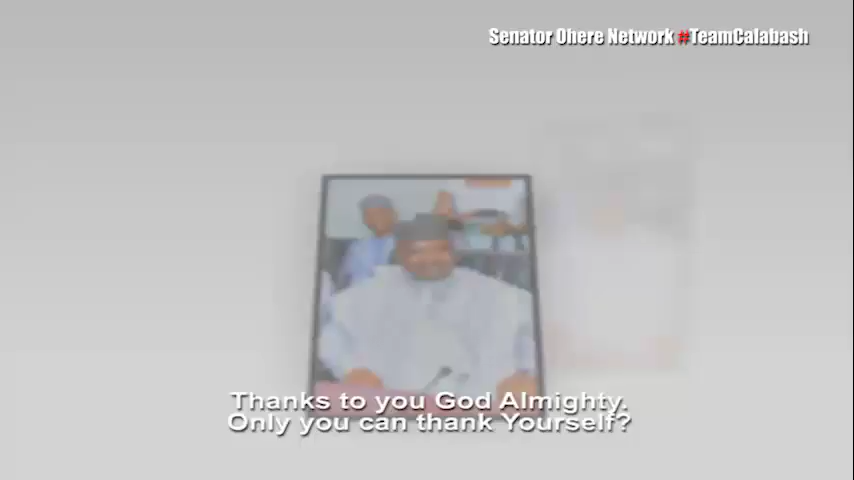 Senator Ohere Network #TeamCalabash
Thanks to you God Almighty.
Only you can thank Yourself?